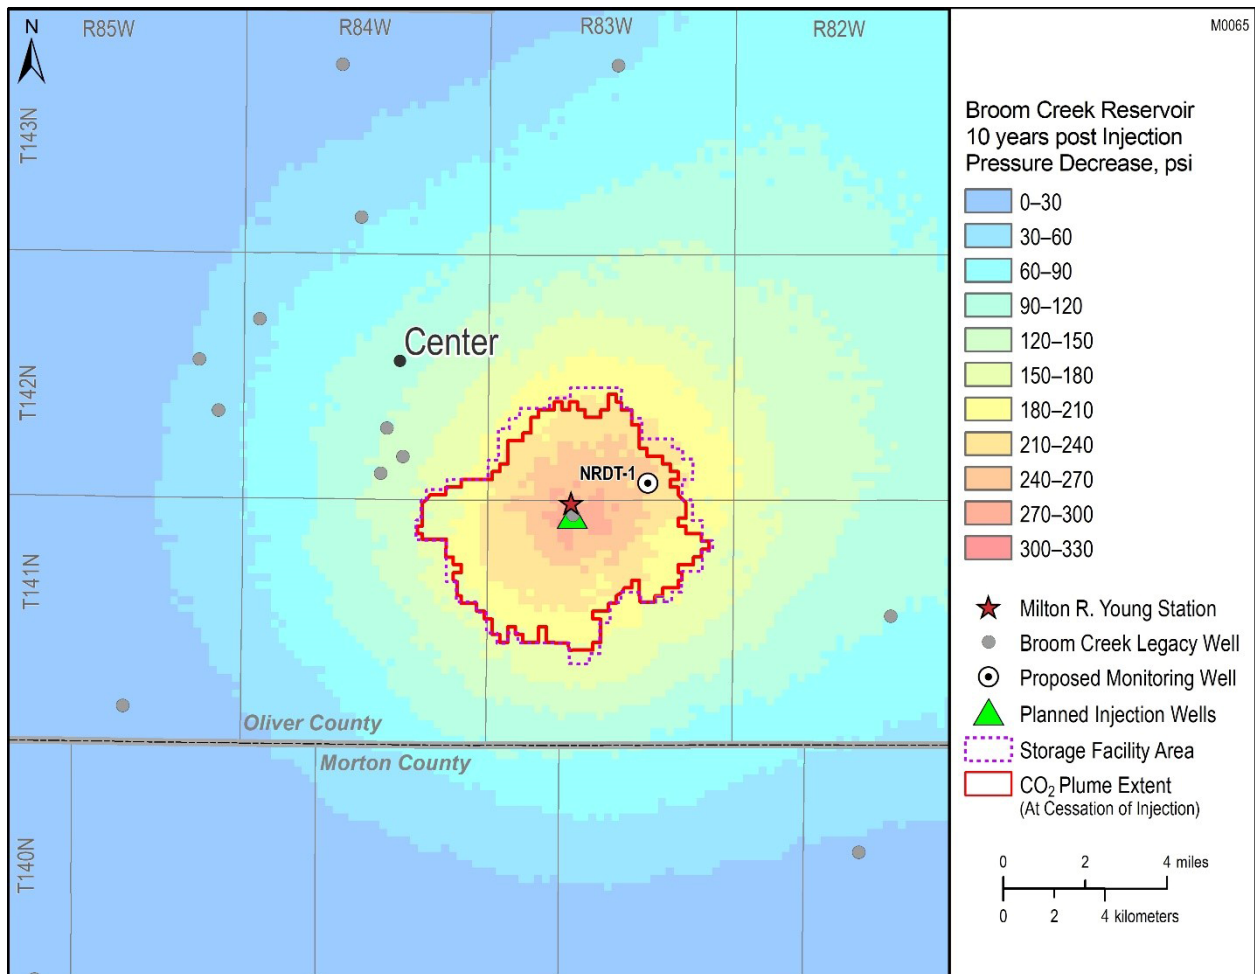 N
R85W
R84W
R83W
R82W
M0065
T143N
T142N
T141N
T140N
Center
NRDT-1
Oliver County
Morton County
Broom Creek Reservoir
10 years post Injection
Pressure Decrease, psi
0–30
30–60
60–90
90–120
120–150
150–180
180–210
210–240
240–270
270–300
300–330
Milton R. Young Station
Broom Creek Legacy Well
Proposed Monitoring Well
Planned Injection Wells
Storage Facility Area
CO₂ Plume Extent
(At Cessation of Injection)
0 2 4 miles
0 2 4 kilometers